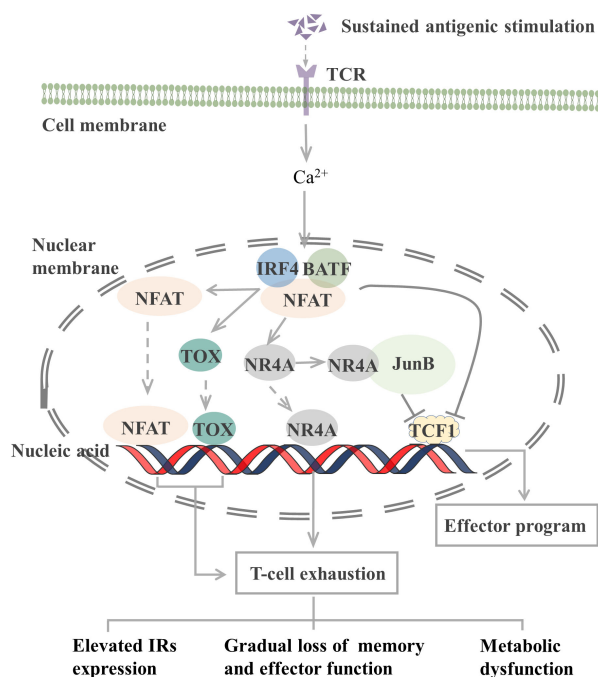 Sustained antigenic stimulation
TCR
Cell membrane
Ca²⁺
Nuclear
membrane
IRF4 BATF
NFAT
NFAT
TOX
NR4A
NR4A
JunB
NFAT
TOX
NR4A
TCF1
Nucleic acid
Effector program
T-cell exhaustion
Elevated IRs
expression
Gradual loss of memory
and effector function
Metabolic
dysfunction